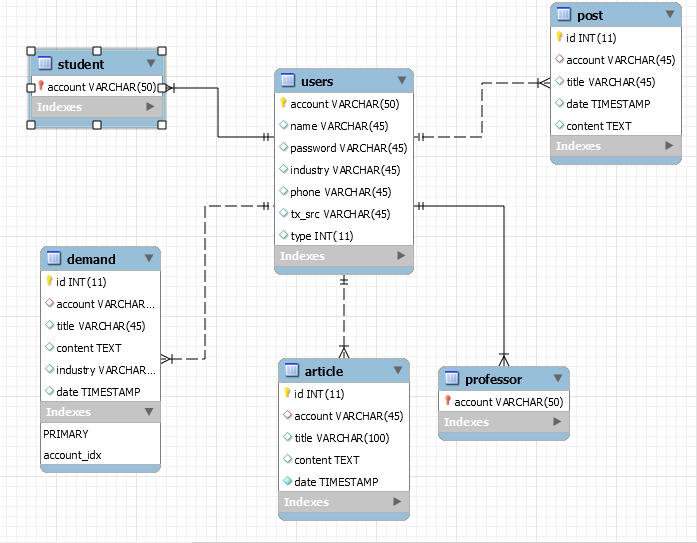 student
account VARCHAR(50)
Indexes
users
account VARCHAR(50)
name VARCHAR(45)
password VARCHAR(45)
industry VARCHAR(45)
phone VARCHAR(45)
tx_src VARCHAR(45)
type INT(11)
Indexes
post
id INT(11)
account VARCHAR(45)
title VARCHAR(45)
date TIMESTAMP
content TEXT
Indexes
demand
id INT(11)
account VARCHAR...
title VARCHAR(45)
content TEXT
industry VARCHAR...
date TIMESTAMP
Indexes
PRIMARY
account_idx
article
id INT(11)
account VARCHAR(45)
title VARCHAR(100)
content TEXT
date TIMESTAMP
Indexes
professor
account VARCHAR(50)
Indexes